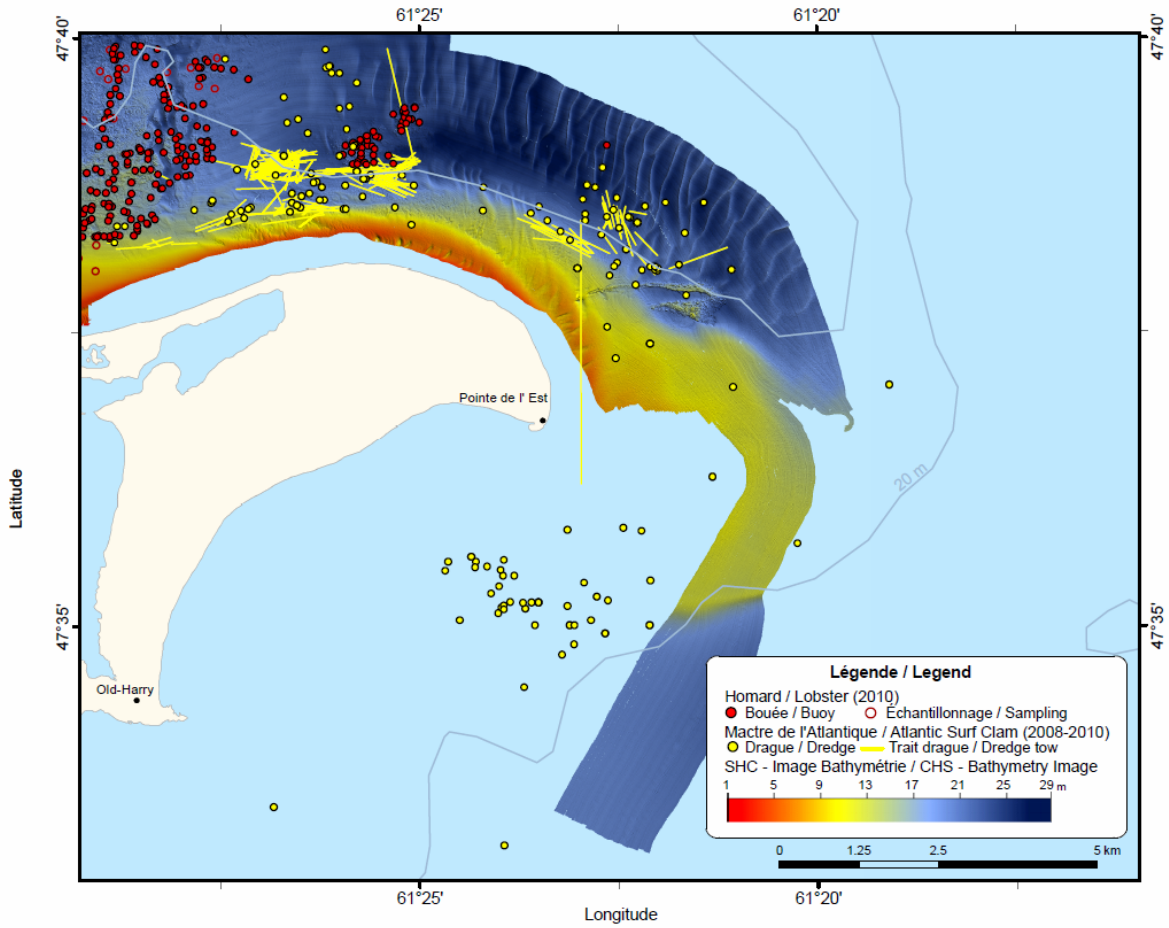 61°25' 61°20'
47°40' 47°40'
Pointe de l' Est
20 m
Latitude
47°35' 47°35'
Old-Harry
Légende / Legend
Homard / Lobster (2010)
Bouée / Buoy Échantillonnage / Sampling
Mactre de l'Atlantique / Atlantic Surf Clam (2008-2010)
Drague / Dredge Trait drague / Dredge tow
SHC - Image Bathymétrie / CHS - Bathymetry Image
1 5 9 13 17 21 25 29 m
0 1.25 2.5 5 km
61°25' 61°20'
Longitude